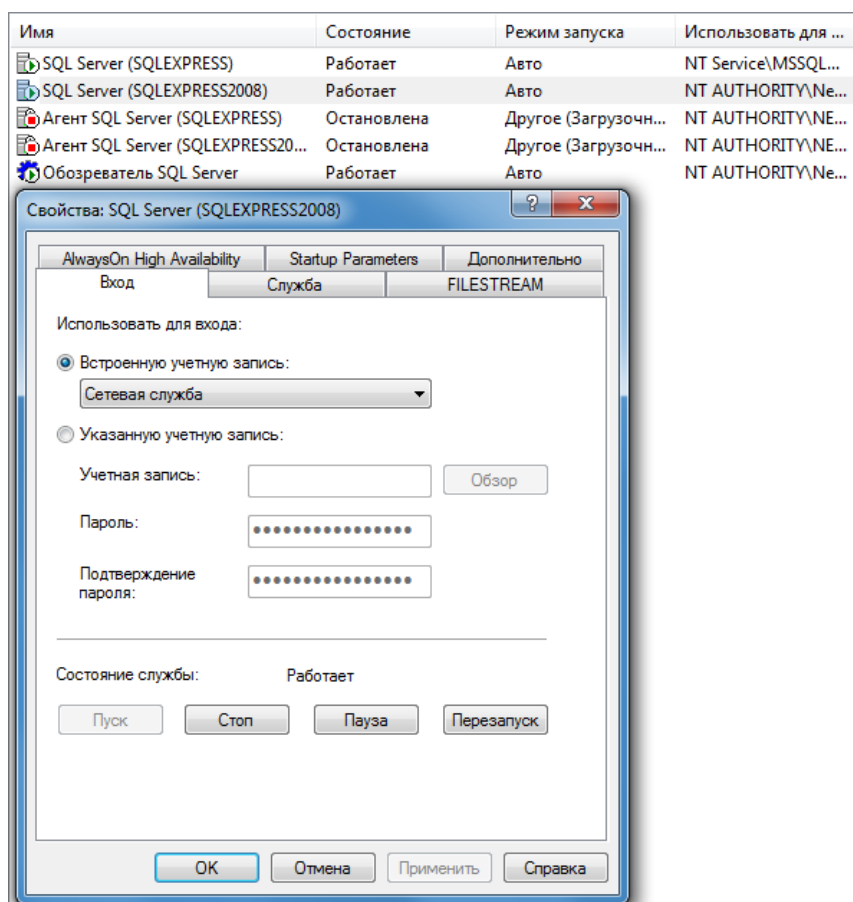 Имя Состояние Режим запуска Использовать для ...
SQL Server (SQLEXPRESS) Работает Авто NT Service\MSSQL...
SQL Server (SQLEXPRESS2008) Работает Авто NT AUTHORITY\Ne...
Агент SQL Server (SQLEXPRESS) Остановлена Другое (Загрузочн... NT AUTHORITY\NE...
Агент SQL Server (SQLEXPRESS20... Остановлена Другое (Загрузочн... NT AUTHORITY\NE...
Обозреватель SQL Server Работает Авто NT AUTHORITY\Ne...
Свойства: SQL Server (SQLEXPRESS2008)
AlwaysOn High Availability Startup Parameters Дополнительно
Вход Служба FILESTREAM
Использовать для входа:
Встроенную учетную запись:
Сетевая служба
Указанную учетную запись:
Учетная запись: Обзор
Пароль: ●●●●●●●●●●●●●●●
Подтверждение
пароля: ●●●●●●●●●●●●●●●
Состояние службы: Работает
Пуск Стоп Пауза Перезапуск
OK Отмена Применить Справка